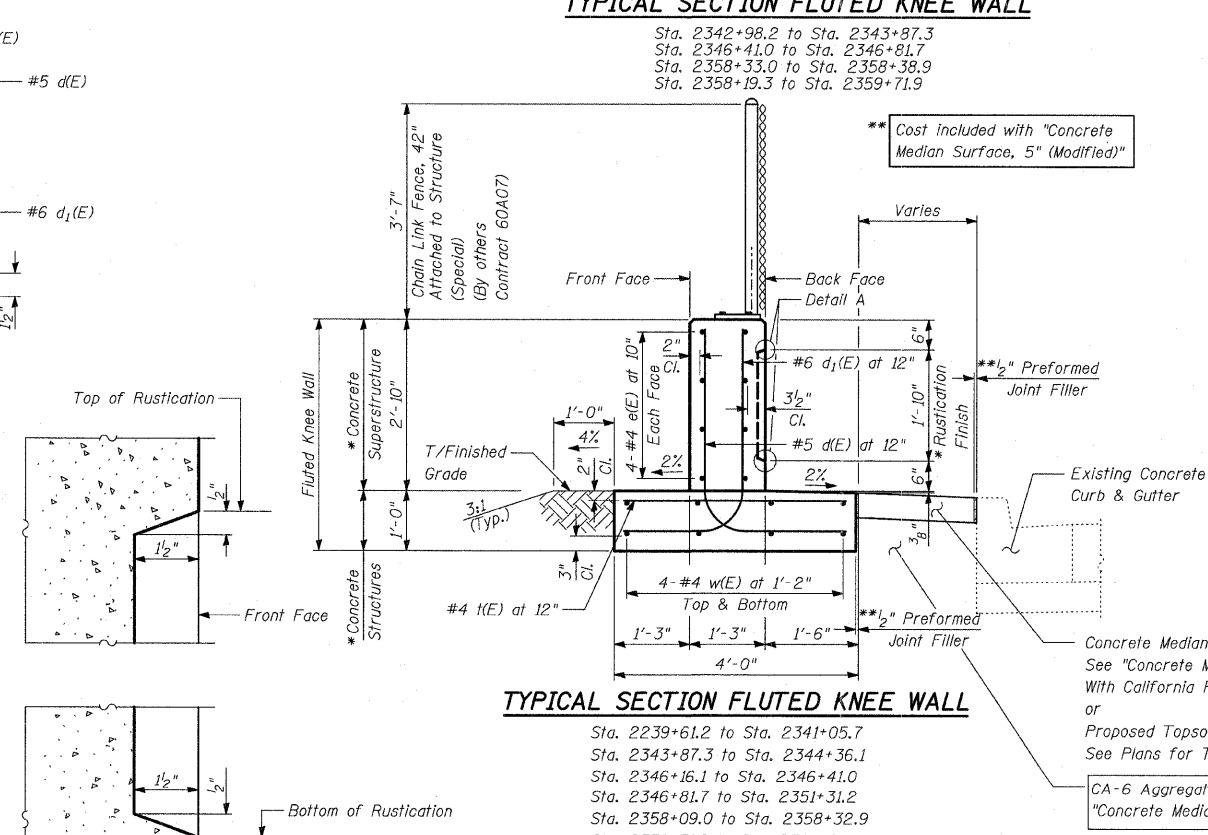 TYPICAL SECTION FLUTED KNEE WALL
Sta. 2342+98.2 to Sta. 2343+87.3
Sta. 2346+41.0 to Sta. 2346+81.7
Sta. 2358+33.0 to Sta. 2358+38.9
Sta. 2358+19.3 to Sta. 2359+71.9
(E)
#5 d(E)
#6 d₁(E)
½"
** Cost included with "Concrete
Median Surface, 5" (Modified)"
3'-7"
Chain Link Fence, 42"
Attached to Structure
(Special)
(By others
Contract 60A07)
Varies
Front Face
Back Face
Detail A
Fluted Knee Wall
*Concrete
Superstructure
2'-10"
4-#4 e(E) at 10"
Each Face
2"
Cl.
#6 d₁(E) at 12"
3½"
Cl.
#5 d(E) at 12"
6"
1'-10"
6"
*Rustication
Finish
**½" Preformed
Joint Filler
1'-0"
4%
2"
Cl.
2%
2%
T/Finished
Grade
3:1
(Typ.)
Existing Concrete
Curb & Gutter
*Concrete
Structures
1'-0"
3"
Cl.
⅜"
4-#4 w(E) at 1'-2"
Top & Bottom
#4 t(E) at 12"
**½" Preformed
Joint Filler
1'-3"
1'-3"
1'-6"
4'-0"
Top of Rustication
½"
1½"
Front Face
1½"
½"
Bottom of Rustication
Concrete Median
See "Concrete M
With California
or
Proposed Topso
See Plans for T
CA-6 Aggregat
"Concrete Media
TYPICAL SECTION FLUTED KNEE WALL
Sta. 2239+61.2 to Sta. 2341+05.7
Sta. 2343+87.3 to Sta. 2344+36.1
Sta. 2346+16.1 to Sta. 2346+41.0
Sta. 2346+81.7 to Sta. 2351+31.2
Sta. 2358+09.0 to Sta. 2358+32.9